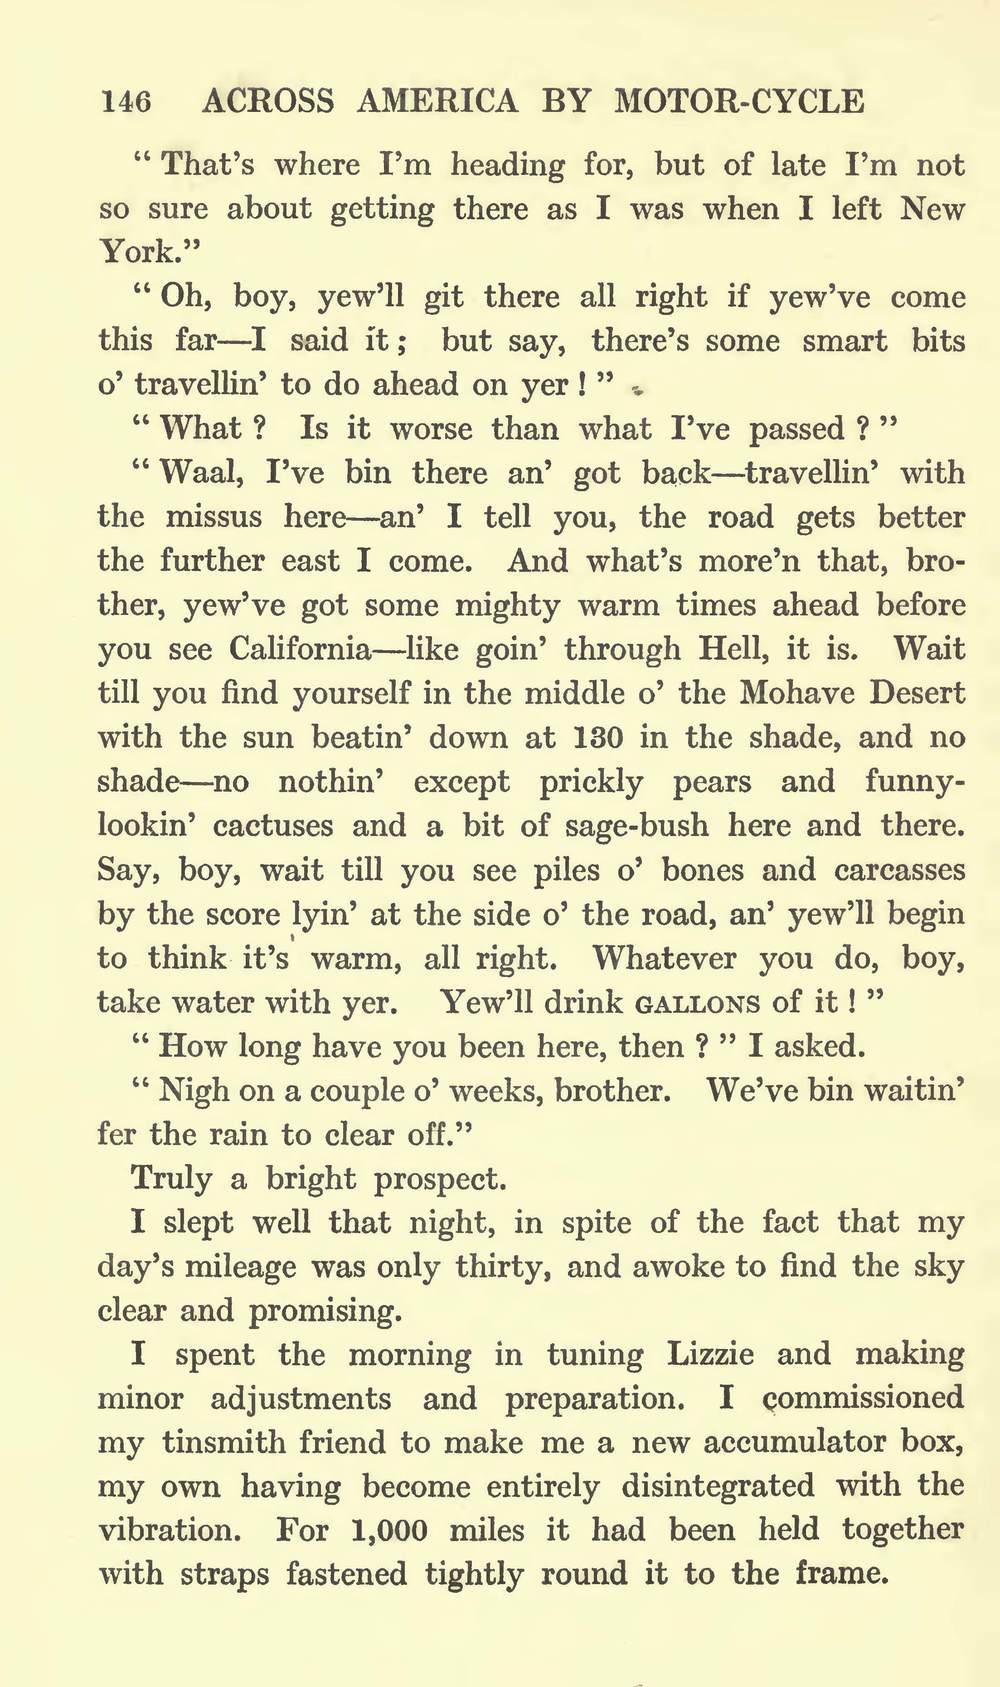 146 ACROSS AMERICA BY MOTOR-CYCLE
“ That’s where I’m heading for, but of late I’m not
so sure about getting there as I was when I left New
York.”
“ Oh, boy, yew’ll git there all right if yew’ve come
this far—I said it ; but say, there’s some smart bits
o’ travellin’ to do ahead on yer ! ”
“ What ? Is it worse than what I’ve passed ? ”
“ Waal, I’ve bin there an’ got back—travellin’ with
the missus here—an’ I tell you, the road gets better
the further east I come. And what’s more’n that, bro-
ther, yew’ve got some mighty warm times ahead before
you see California—like goin’ through Hell, it is. Wait
till you find yourself in the middle o’ the Mohave Desert
with the sun beatin’ down at 130 in the shade, and no
shade—no nothin’ except prickly pears and funny-
lookin’ cactuses and a bit of sage-bush here and there.
Say, boy, wait till you see piles o’ bones and carcasses
by the score lyin’ at the side o’ the road, an’ yew’ll begin
to think it’s warm, all right. Whatever you do, boy,
take water with yer. Yew’ll drink GALLONS of it ! ”
“ How long have you been here, then ? ” I asked.
“ Nigh on a couple o’ weeks, brother. We’ve bin waitin’
fer the rain to clear off.”
Truly a bright prospect.
I slept well that night, in spite of the fact that my
day’s mileage was only thirty, and awoke to find the sky
clear and promising.
I spent the morning in tuning Lizzie and making
minor adjustments and preparation. I commissioned
my tinsmith friend to make me a new accumulator box,
my own having become entirely disintegrated with the
vibration. For 1,000 miles it had been held together
with straps fastened tightly round it to the frame.